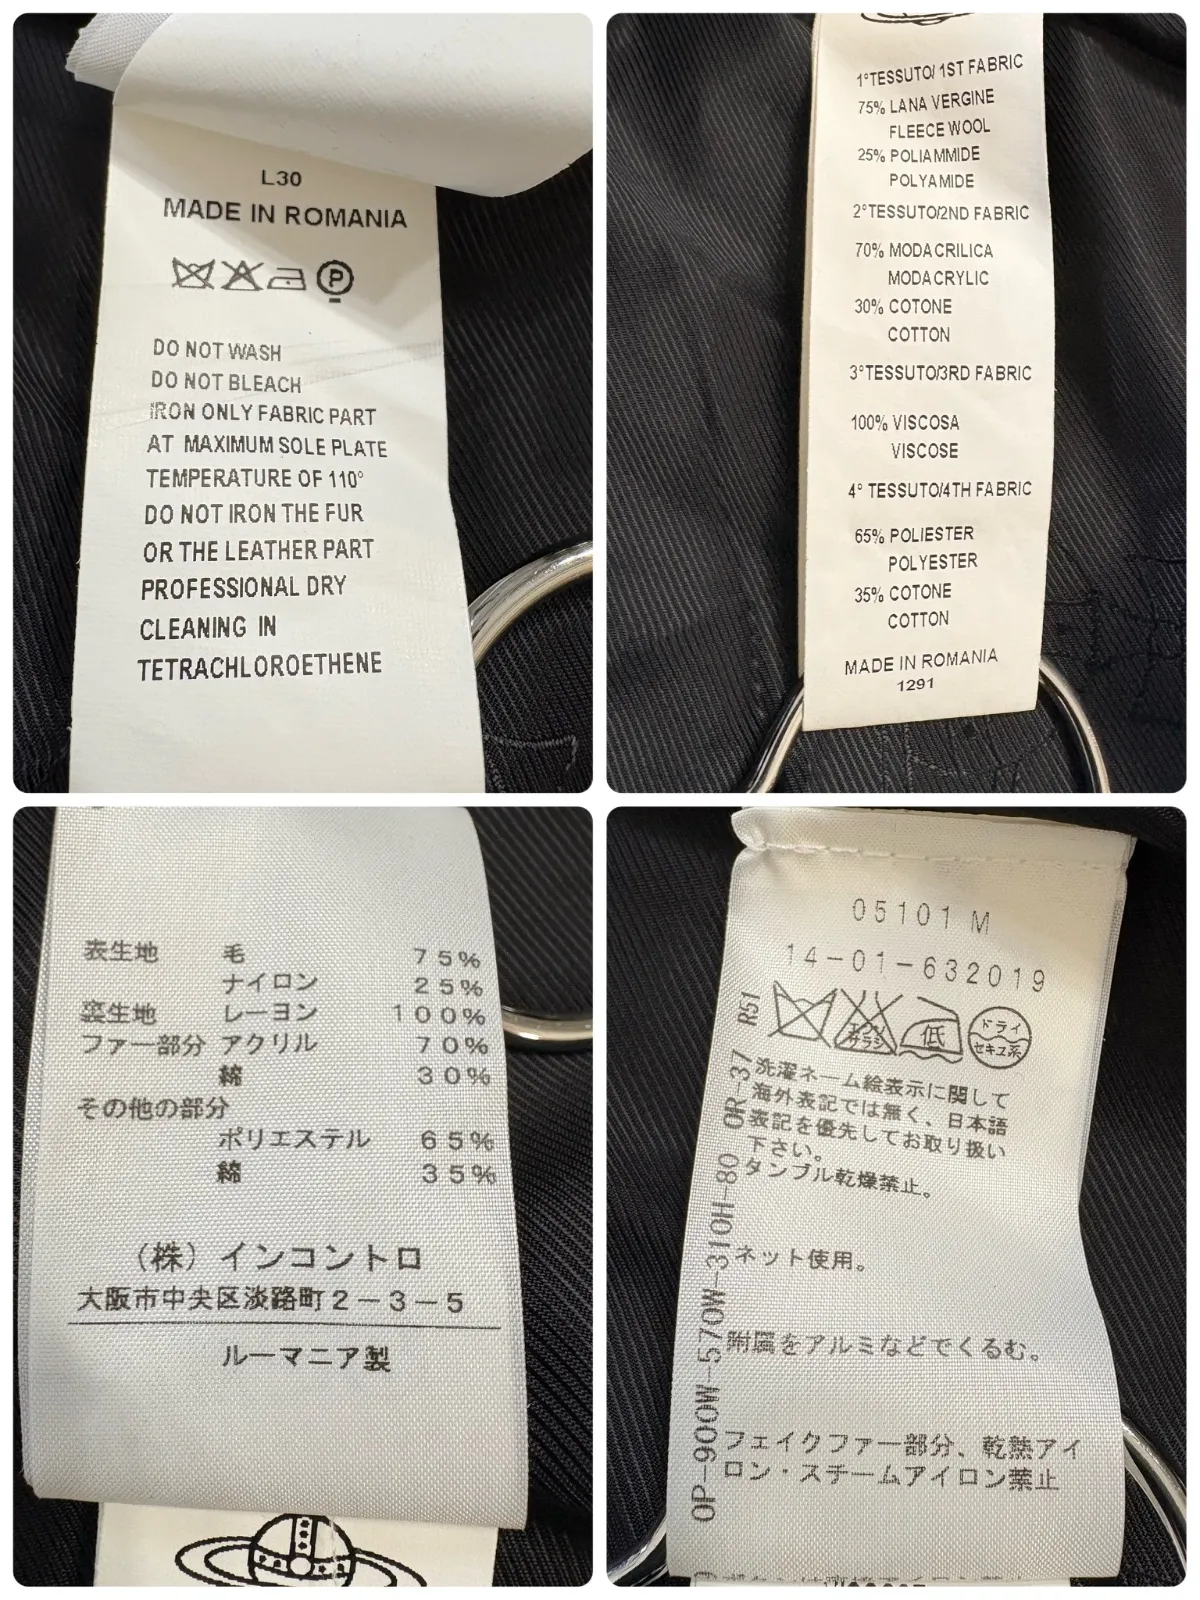 L30
MADE IN ROMANIA
P
DO NOT WASH
DO NOT BLEACH
IRON ONLY FABRIC PART
AT MAXIMUM SOLE PLATE
TEMPERATURE OF 110°
DO NOT IRON THE FUR
OR THE LEATHER PART
PROFESSIONAL DRY
CLEANING IN
TETRACHLOROETHENE
1°TESSUTO/1ST FABRIC
75% LANA VERGINE
FLEECE WOOL
25% POLIAMMIDE
POLYAMIDE
2°TESSUTO/2ND FABRIC
70% MODACRILICA
MODACRYLIC
30% COTONE
COTTON
3°TESSUTO/3RD FABRIC
100% VISCOSA
VISCOSE
4° TESSUTO/4TH FABRIC
65% POLIESTER
POLYESTER
35% COTONE
COTTON
MADE IN ROMANIA
1291
表生地 毛 75%
ナイロン 25%
裏生地 レーヨン 100%
ファー部分 アクリル 70%
綿 30%
その他の部分
ポリエステル 65%
綿 35%
(株)インコントロ
大阪市中央区淡路町2-3-5
ルーマニア製
05101 M
14-01-632019
エンソサラシ 低 ドライ セキユ系
洗濯ネーム絵表示に関して
海外表記では無く、日本語
表記を優先してお取り扱い
下さい。
タンブル乾燥禁止。
ネット使用。
附属をアルミなどでくるむ。
フェイクファー部分、乾熱アイ
ロン・スチームアイロン禁止
OP-900W-570W-310H-80 OR-37 R51